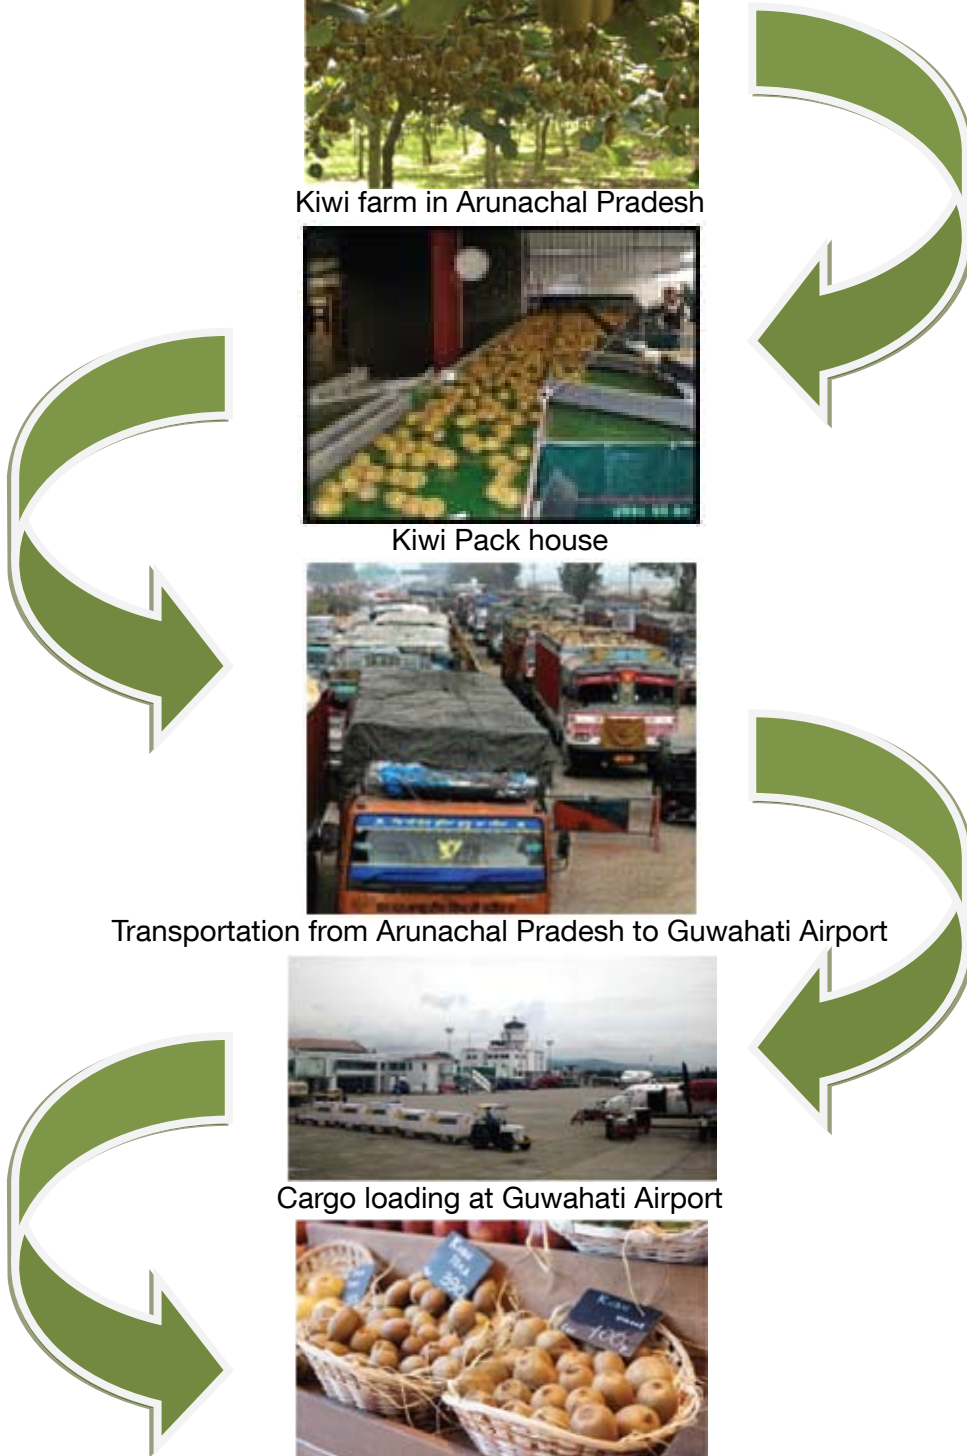 Kiwi farm in Arunachal Pradesh
Kiwi Pack house
Transportation from Arunachal Pradesh to Guwahati Airport
Cargo loading at Guwahati Airport